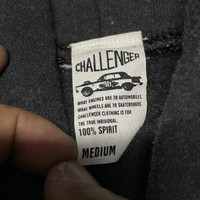 CHALLENGER
WHAT ENGINES ARE TO AUTOMOBILES
WHAT WHEELS ARE TO SKATEBOARDS
CHALLENGER CLOTHING IS FOR
THE TRUE INDIVIDUAL.
100% SPIRIT
MEDIUM